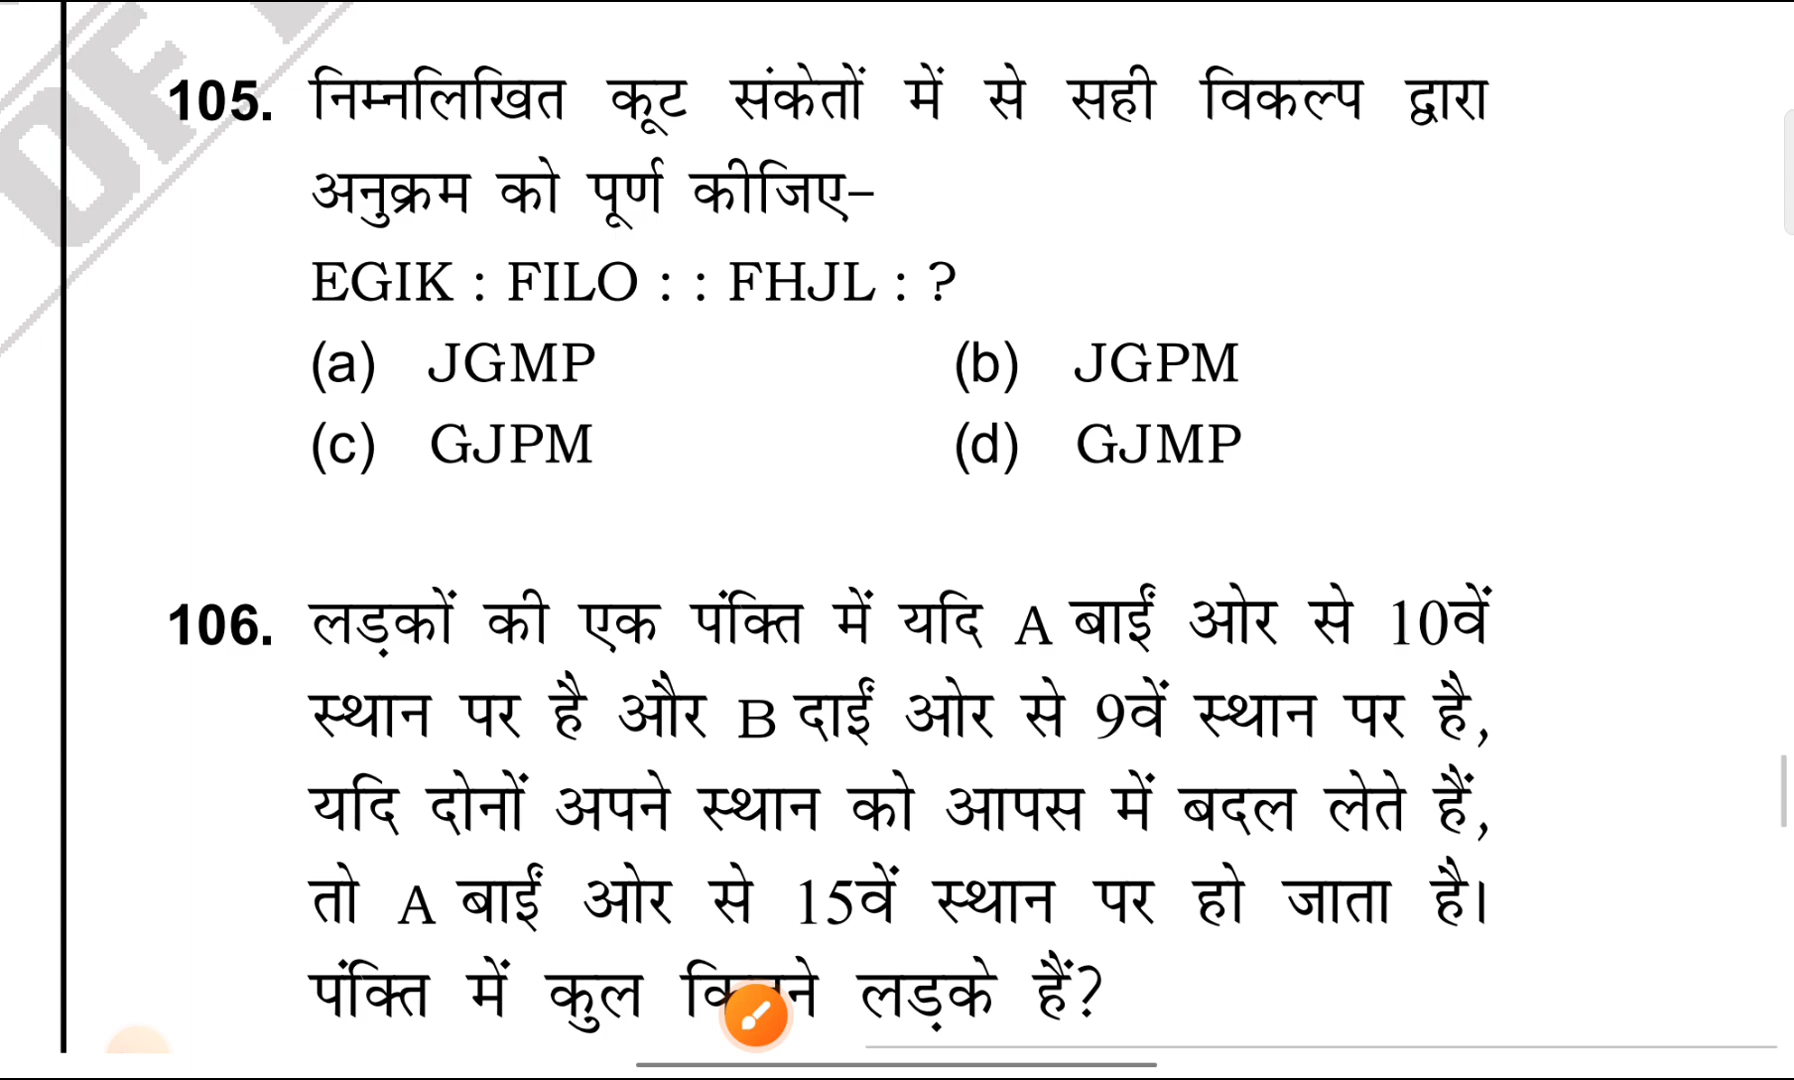 105. निम्नलिखित कूट संकेतों में से सही विकल्प द्वारा
अनुक्रम को पूर्ण कीजिए–
EGIK : FILO : : FHJL : ?
(a) JGMP (b) JGPM
(c) GJPM (d) GJMP
106. लड़कों की एक पंक्ति में यदि A बाईं ओर से 10वें
स्थान पर है और B दाईं ओर से 9वें स्थान पर है,
यदि दोनों अपने स्थान को आपस में बदल लेते हैं,
तो A बाईं ओर से 15वें स्थान पर हो जाता है।
पंक्ति में कुल लड़के हैं?